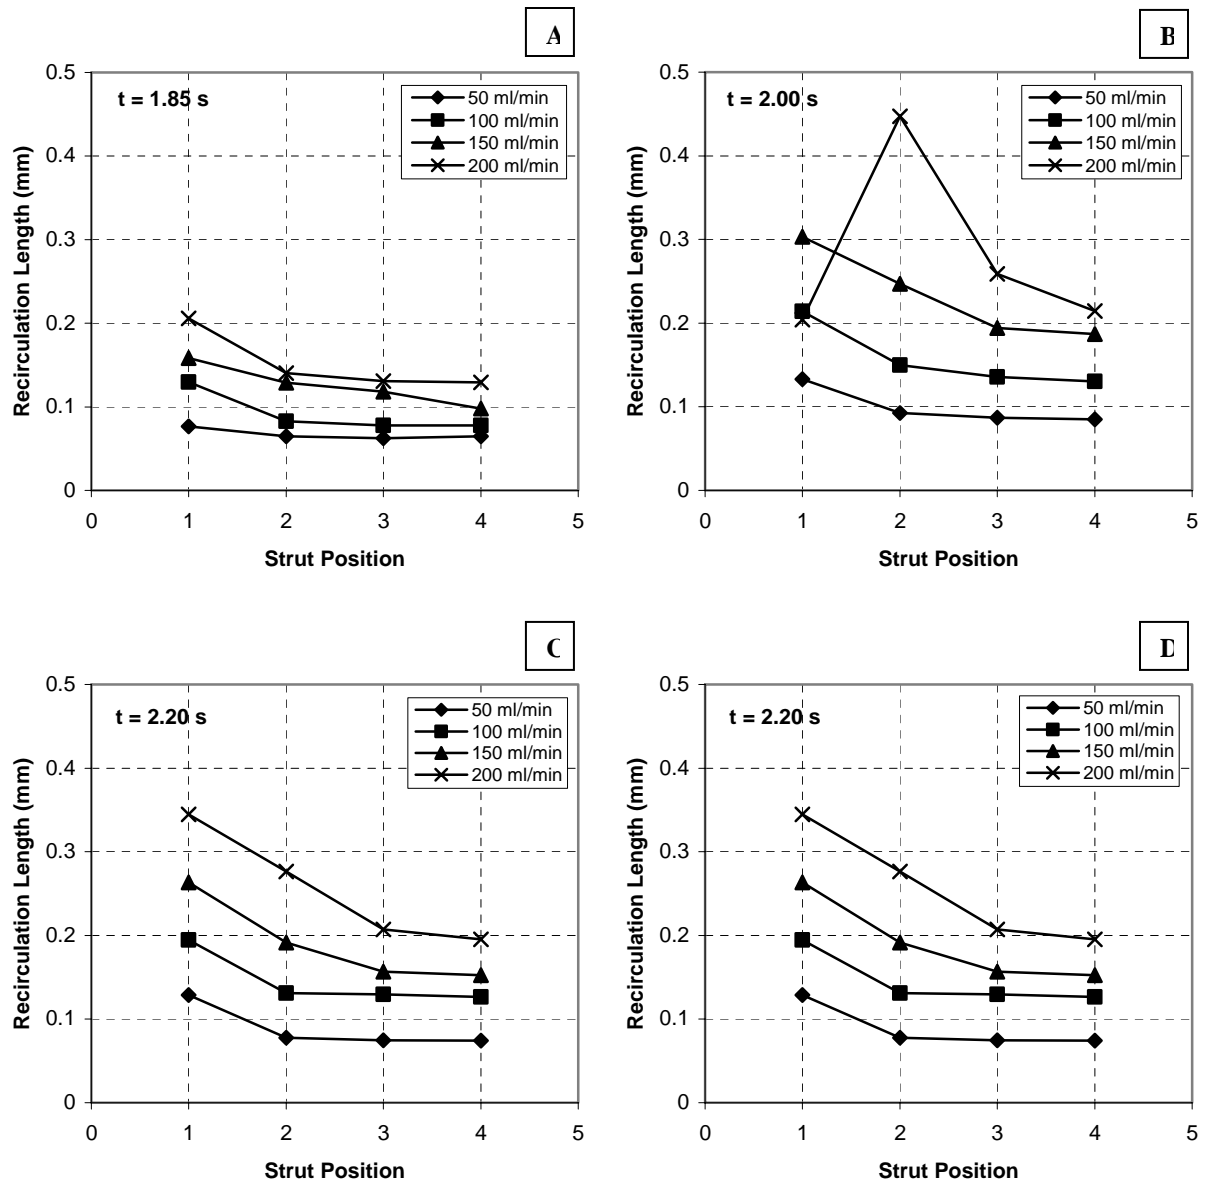 A
t = 1.85 s
50 ml/min
100 ml/min
150 ml/min
200 ml/min
0.5
0.4
0.3
0.2
0.1
0
Recirculation Length (mm)
0 1 2 3 4 5
Strut Position
B
t = 2.00 s
50 ml/min
100 ml/min
150 ml/min
200 ml/min
0.5
0.4
0.3
0.2
0.1
0
Recirculation Length (mm)
0 1 2 3 4 5
Strut Position
C
t = 2.20 s
50 ml/min
100 ml/min
150 ml/min
200 ml/min
0.5
0.4
0.3
0.2
0.1
0
Recirculation Length (mm)
0 1 2 3 4 5
Strut Position
D
t = 2.20 s
50 ml/min
100 ml/min
150 ml/min
200 ml/min
0.5
0.4
0.3
0.2
0.1
0
Recirculation Length (mm)
0 1 2 3 4 5
Strut Position